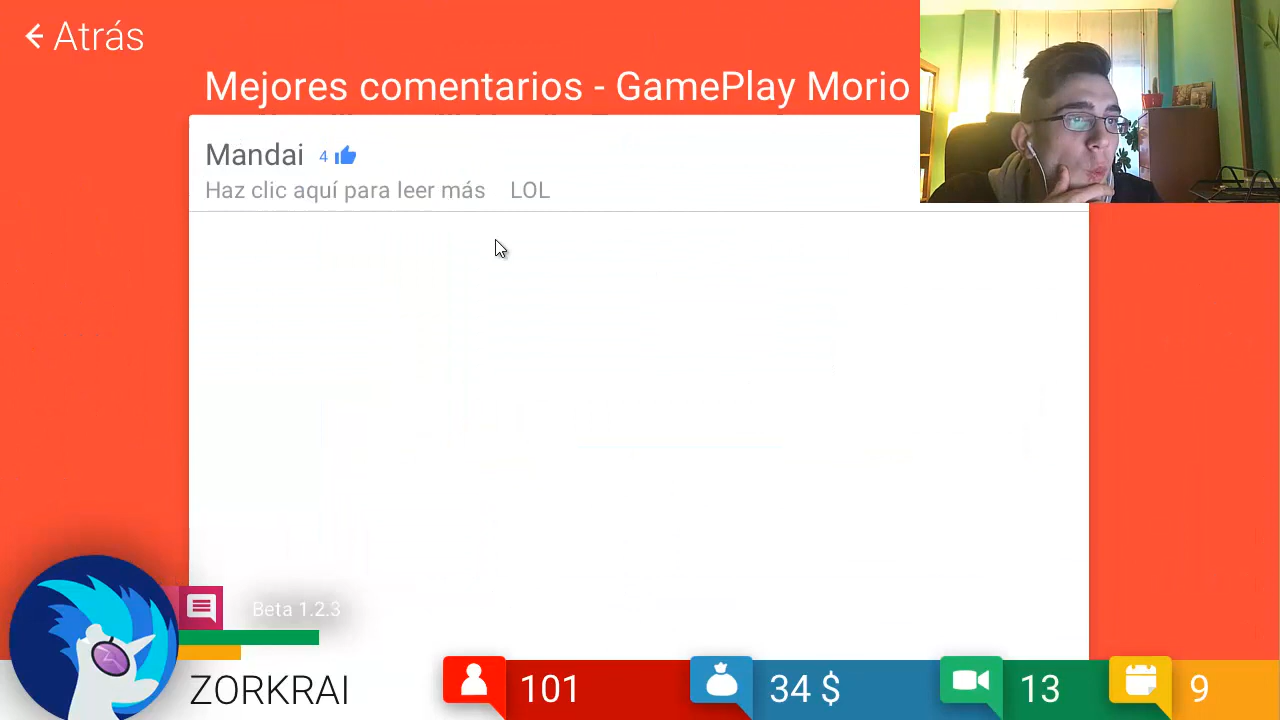 Atrás
Mejores comentarios - GamePlay Morio
Mandai 4
Haz clic aquí para leer más LOL
Beta 1.2.3
ZORKRAI
101
34 $
13
9